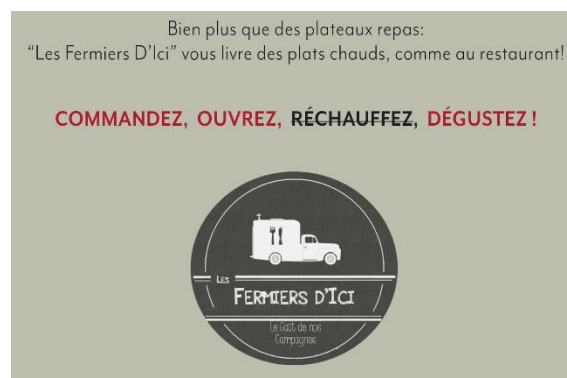 Bien plus que des plateaux repas:
“Les Fermiers D’Ici” vous livre des plats chauds, comme au restaurant!
COMMANDEZ, OUVREZ, RÉCHAUFFEZ, DÉGUSTEZ !
LES
FERMIERS D’ICI
Le Goût de nos
Campagnes